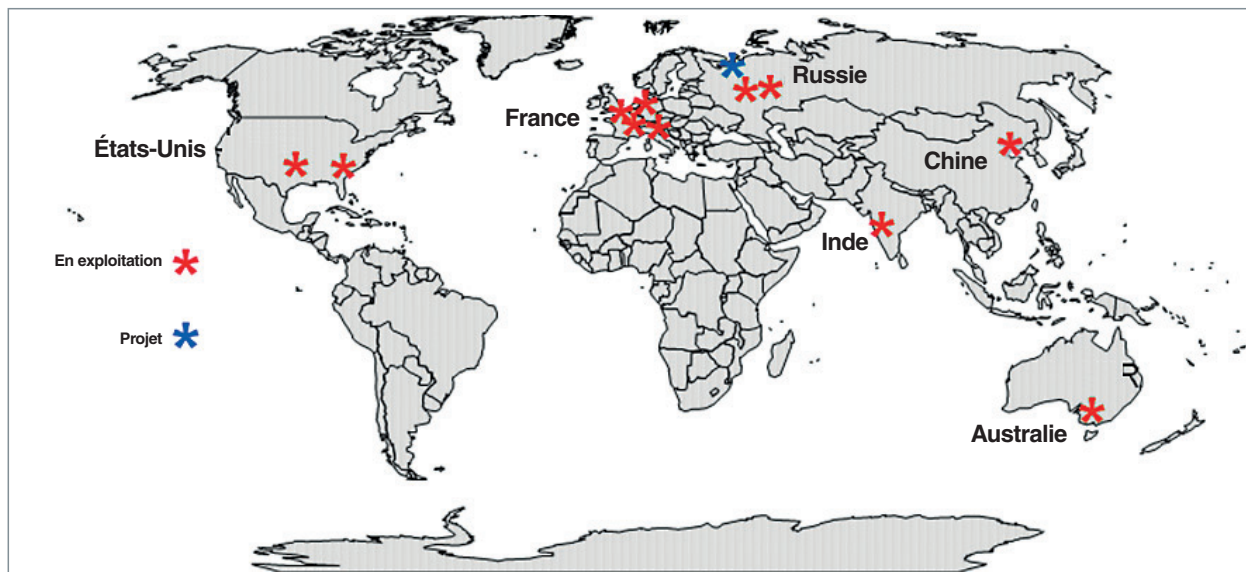 Russie
France
États-Unis
Chine
Inde
En exploitation
Projet
Australie